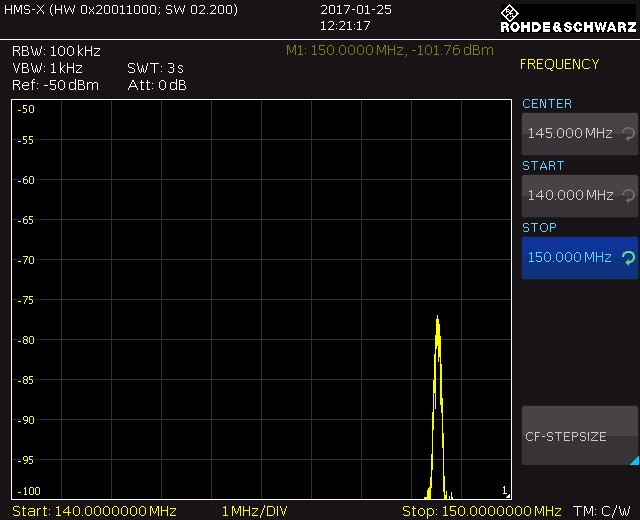 HMS-X (HW 0x20011000; SW 02.200)
2017-01-25
12:21:17
ROHDE&SCHWARZ
RBW: 100 kHz
VBW: 1 kHz SWT: 3 s
Ref: -50 dBm Att: 0 dB
M1: 150.0000 MHz, -101.76 dBm
FREQUENCY
CENTER
145.000 MHz
START
140.000 MHz
STOP
150.000 MHz
CF-STEPSIZE
-50
-55
-60
-65
-70
-75
-80
-85
-90
-95
-100
1
Start: 140.0000000 MHz 1 MHz/DIV Stop: 150.0000000 MHz TM: C/W